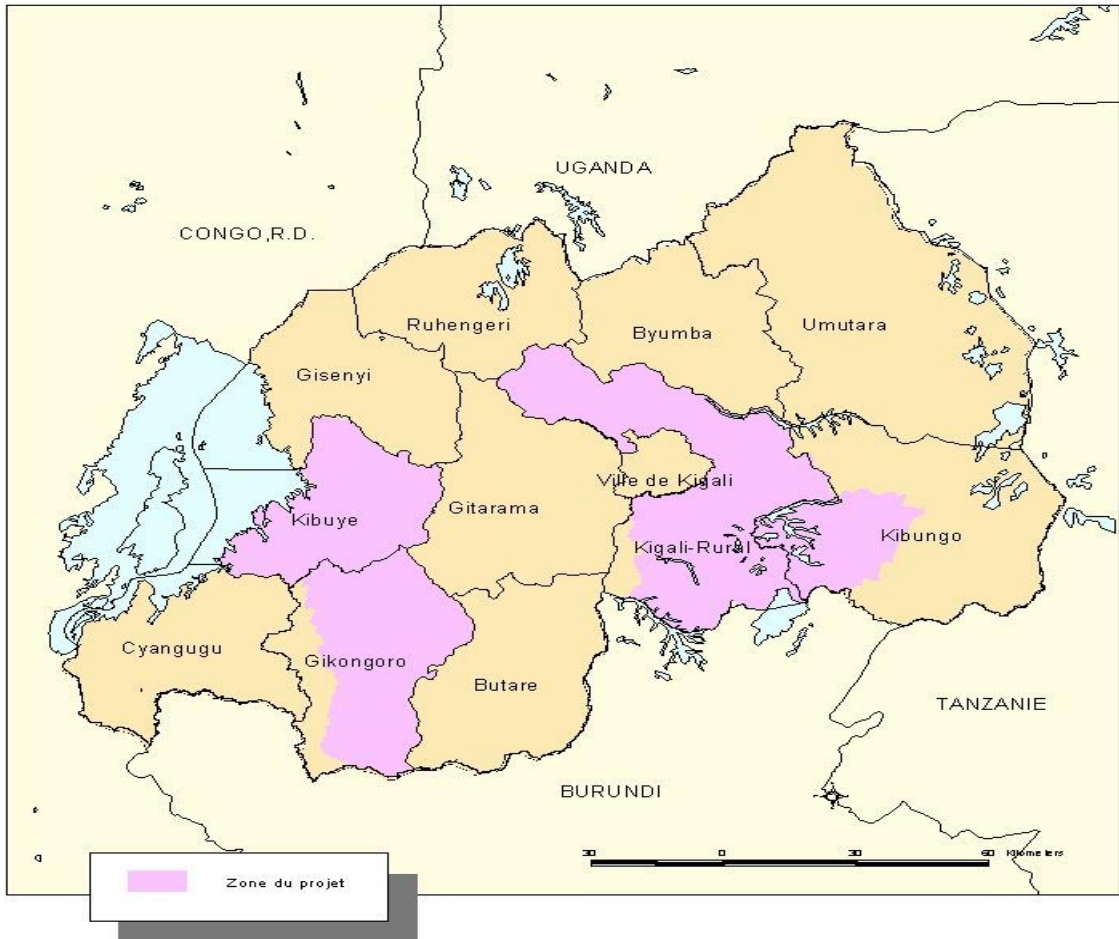 UGANDA
CONGO,R.D.
Ruhengeri
Byumba
Umutara
Gisenyi
Ville de Kigali
Kibuye
Gitarama
Kibungo
Kigali-Rural
Cyangugu
Gikongoro
Butare
TANZANIE
BURUNDI
30 0 30 60 Kilometers
Zone du projet